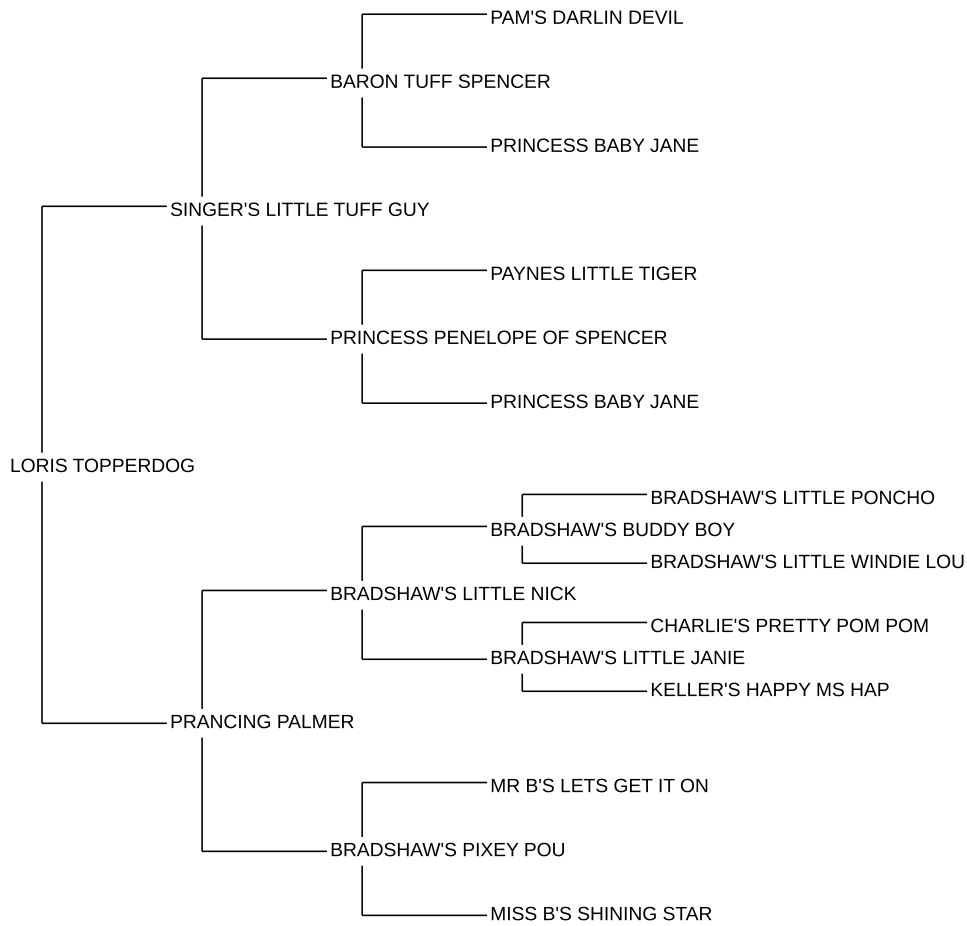 PAM'S DARLIN DEVIL
BARON TUFF SPENCER
PRINCESS BABY JANE
SINGER'S LITTLE TUFF GUY
PAYNES LITTLE TIGER
PRINCESS PENELOPE OF SPENCER
PRINCESS BABY JANE
LORIS TOPPERDOG
BRADSHAW'S LITTLE PONCHO
BRADSHAW'S BUDDY BOY
BRADSHAW'S LITTLE WINDIE LOU
BRADSHAW'S LITTLE NICK
CHARLIE'S PRETTY POM POM
BRADSHAW'S LITTLE JANIE
KELLER'S HAPPY MS HAP
PRANCING PALMER
MR B'S LETS GET IT ON
BRADSHAW'S PIXEY POU
MISS B'S SHINING STAR